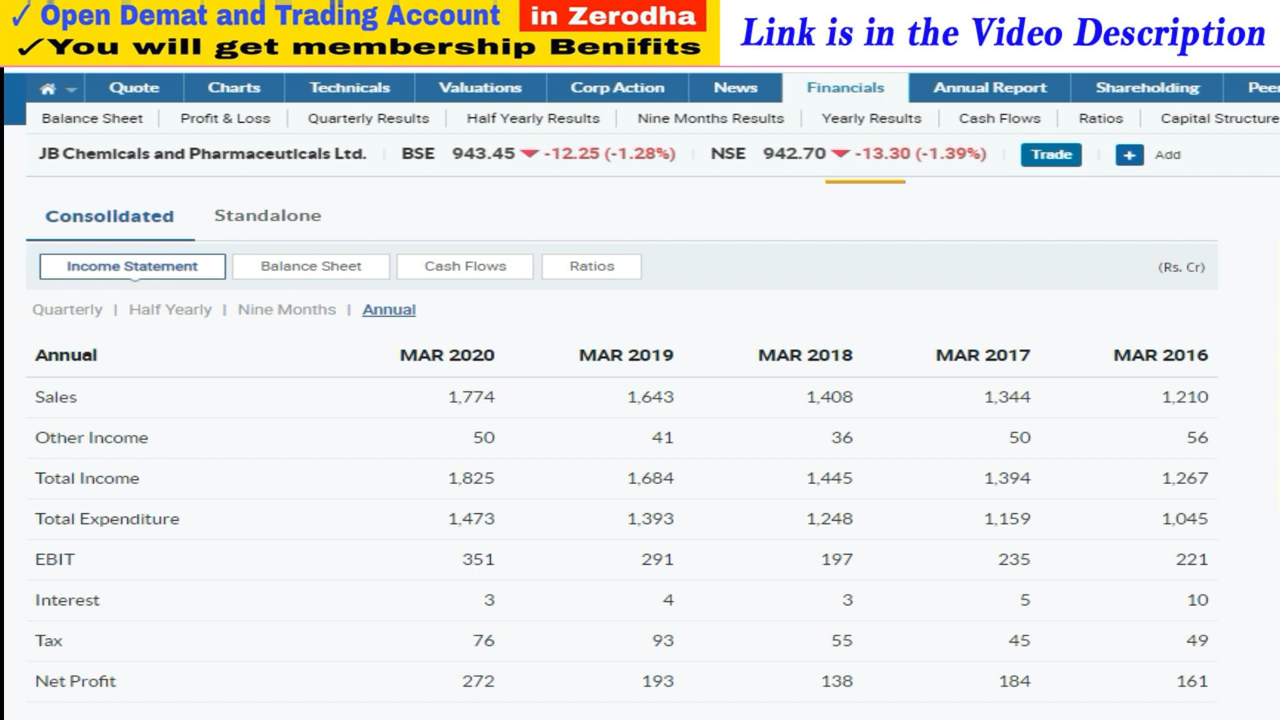 ✓ Open Demat and Trading Account in Zerodha
✓You will get membership Benifits
Link is in the Video Description
Quote Charts Technicals Valuations Corp Action News Financials Annual Report Shareholding Peer
Balance Sheet Profit & Loss Quarterly Results Half Yearly Results Nine Months Results Yearly Results Cash Flows Ratios Capital Structure
JB Chemicals and Pharmaceuticals Ltd. BSE 943.45 -12.25 (-1.28%) NSE 942.70 -13.30 (-1.39%) Trade + Add
Consolidated Standalone
Income Statement Balance Sheet Cash Flows Ratios (Rs. Cr)
Quarterly | Half Yearly | Nine Months | Annual
Annual MAR 2020 MAR 2019 MAR 2018 MAR 2017 MAR 2016
Sales 1,774 1,643 1,408 1,344 1,210
Other Income 50 41 36 50 56
Total Income 1,825 1,684 1,445 1,394 1,267
Total Expenditure 1,473 1,393 1,248 1,159 1,045
EBIT 351 291 197 235 221
Interest 3 4 3 5 10
Tax 76 93 55 45 49
Net Profit 272 193 138 184 161